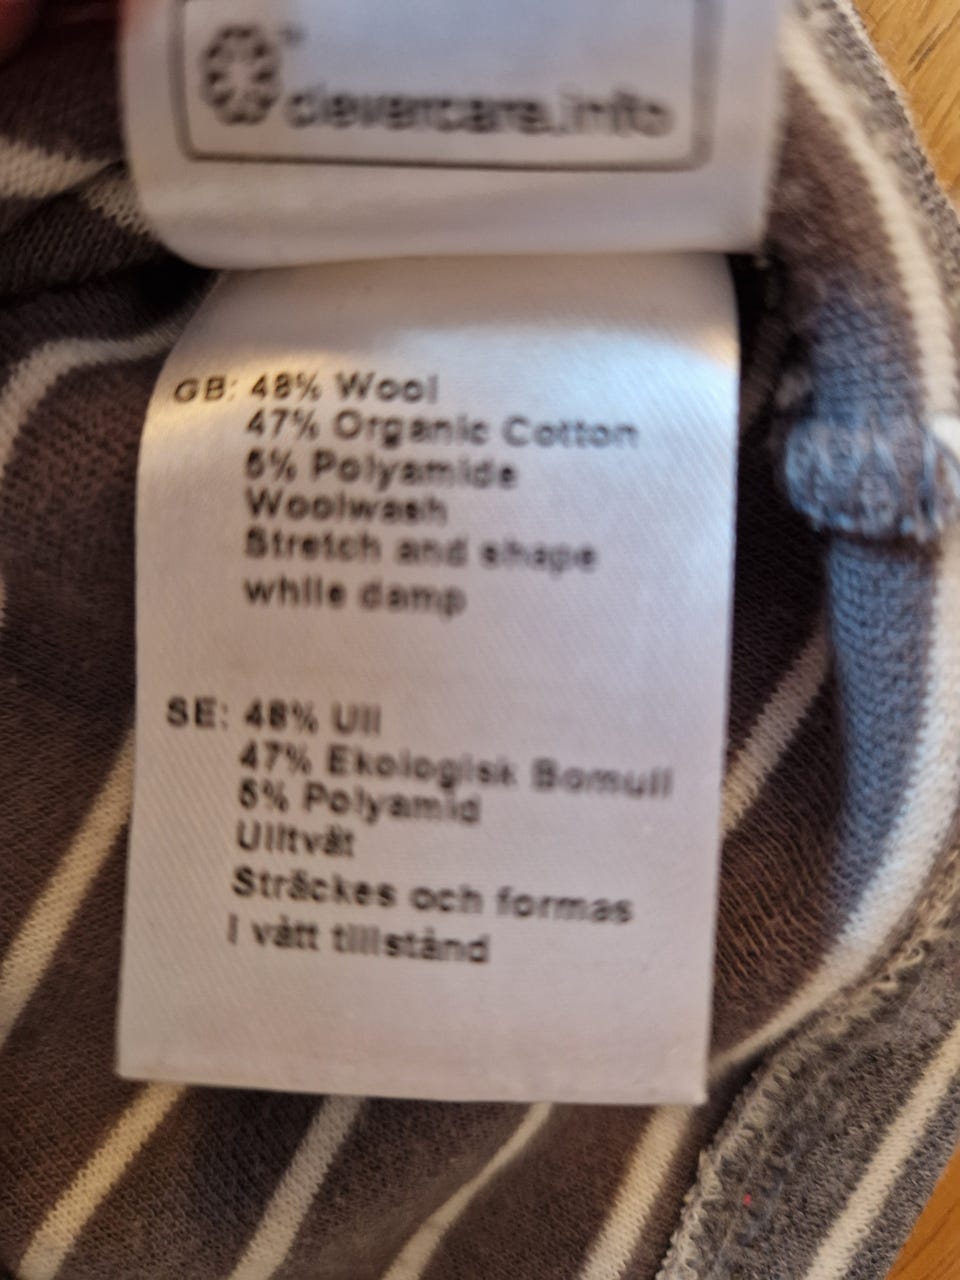 clevercare.info
GB: 48% Wool
47% Organic Cotton
5% Polyamide
Woolwash
Stretch and shape
while damp
SE: 48% Ull
47% Ekologisk Bomull
5% Polyamid
Ulltvät
Sträckes och formas
i vått tillstånd